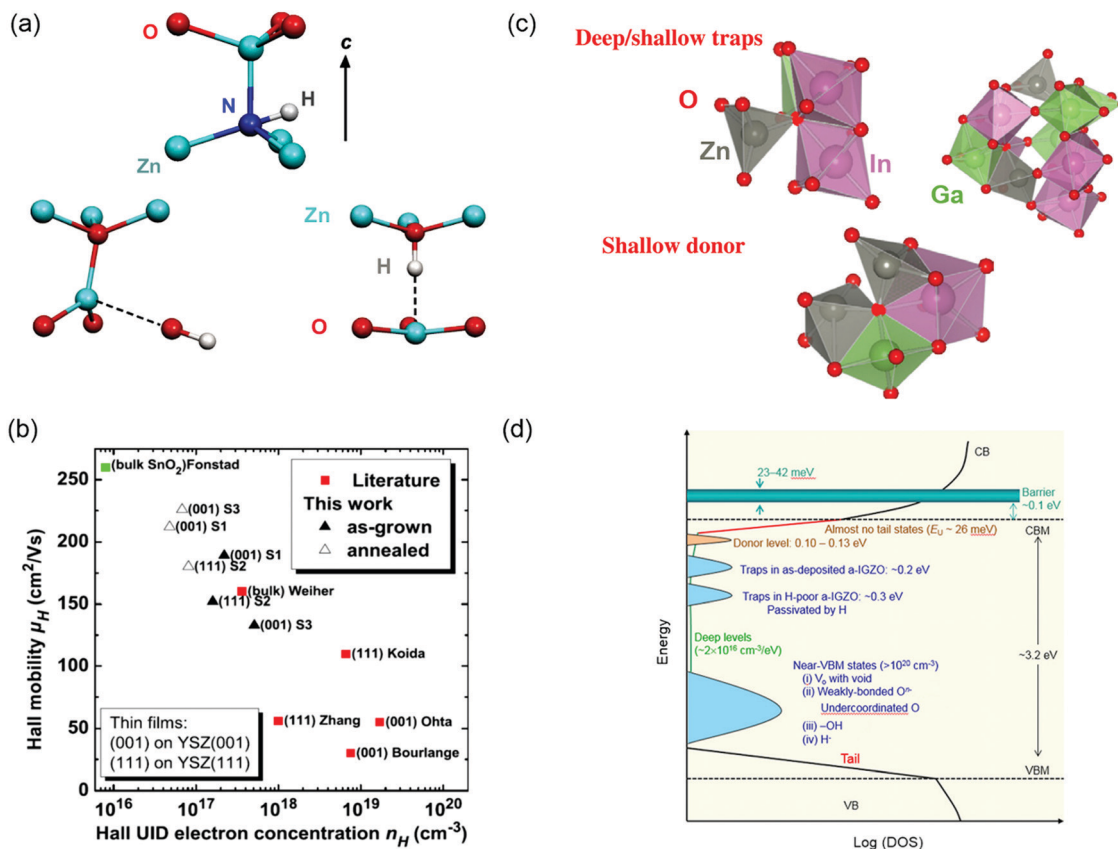 (a)
O
c
H
N
Zn
Zn
H
O
(b)
Hall mobility μH (cm2/Vs)
250
200
150
100
50
0
(bulk SnO2)Fonstad
(001) S3
(001) S1
(111) S2
(001) S1
(bulk) Weiher
(111) S2
(001) S3
(111) Koida
(111) Zhang
(001) Ohta
(001) Bourlange
Literature
This work
as-grown
annealed
Thin films:
(001) on YSZ(001)
(111) on YSZ(111)
10^16 10^17 10^18 10^19 10^20
Hall UID electron concentration nH (cm-3)
(c)
Deep/shallow traps
O
Zn
In
Ga
Shallow donor
(d)
Energy
CB
23–42 meV
Barrier
~0.1 eV
Almost no tail states (EU ~ 26 meV)
CBM
Donor level: 0.10 – 0.13 eV
Traps in as-deposited a-IGZO: ~0.2 eV
Traps in H-poor a-IGZO: ~0.3 eV
Passivated by H
Deep levels
(~2×10^16 cm-3/eV)
~3.2 eV
Near-VBM states (>10^20 cm-3)
(i) Vo with void
(ii) Weakly-bonded O^n-
Undercoordinated O
(iii) –OH
(iv) H-
Tail
VBM
VB
Log (DOS)